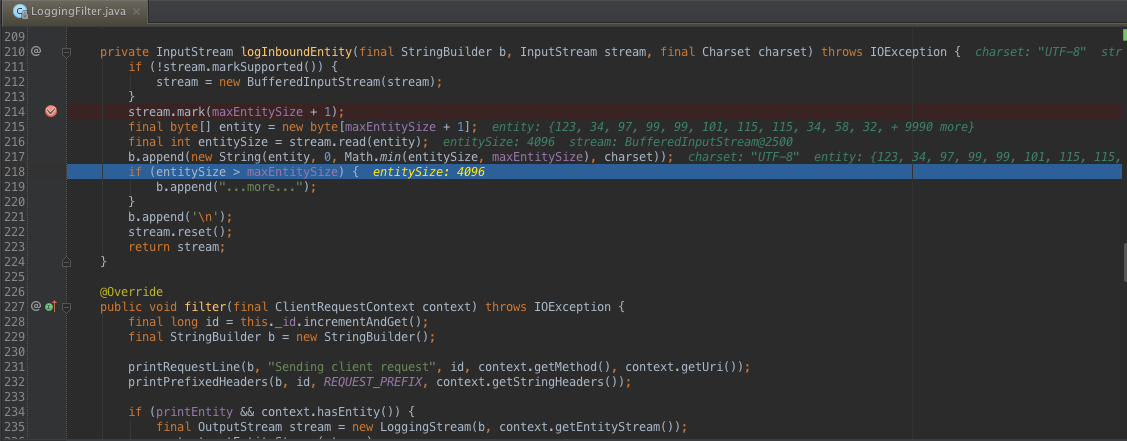 LoggingFilter.java
209
210 private InputStream logInboundEntity(final StringBuilder b, InputStream stream, final Charset charset) throws IOException { charset: "UTF-8" str
211 if (!stream.markSupported()) {
212 stream = new BufferedInputStream(stream);
213 }
214 stream.mark(maxEntitySize + 1);
215 final byte[] entity = new byte[maxEntitySize + 1]; entity: {123, 34, 97, 99, 99, 101, 115, 115, 34, 58, 32, + 9990 more}
216 final int entitySize = stream.read(entity); entitySize: 4096 stream: BufferedInputStream@2500
217 b.append(new String(entity, 0, Math.min(entitySize, maxEntitySize), charset)); charset: "UTF-8" entity: {123, 34, 97, 99, 99, 101, 115, 115,
218 if (entitySize > maxEntitySize) { entitySize: 4096
219 b.append("...more...");
220 }
221 b.append('\n');
222 stream.reset();
223 return stream;
224 }
225
226 @Override
227 public void filter(final ClientRequestContext context) throws IOException {
228 final long id = this._id.incrementAndGet();
229 final StringBuilder b = new StringBuilder();
230
231 printRequestLine(b, "Sending client request", id, context.getMethod(), context.getUri());
232 printPrefixedHeaders(b, id, REQUEST_PREFIX, context.getStringHeaders());
233
234 if (printEntity && context.hasEntity()) {
235 final OutputStream stream = new LoggingStream(b, context.getEntityStream());